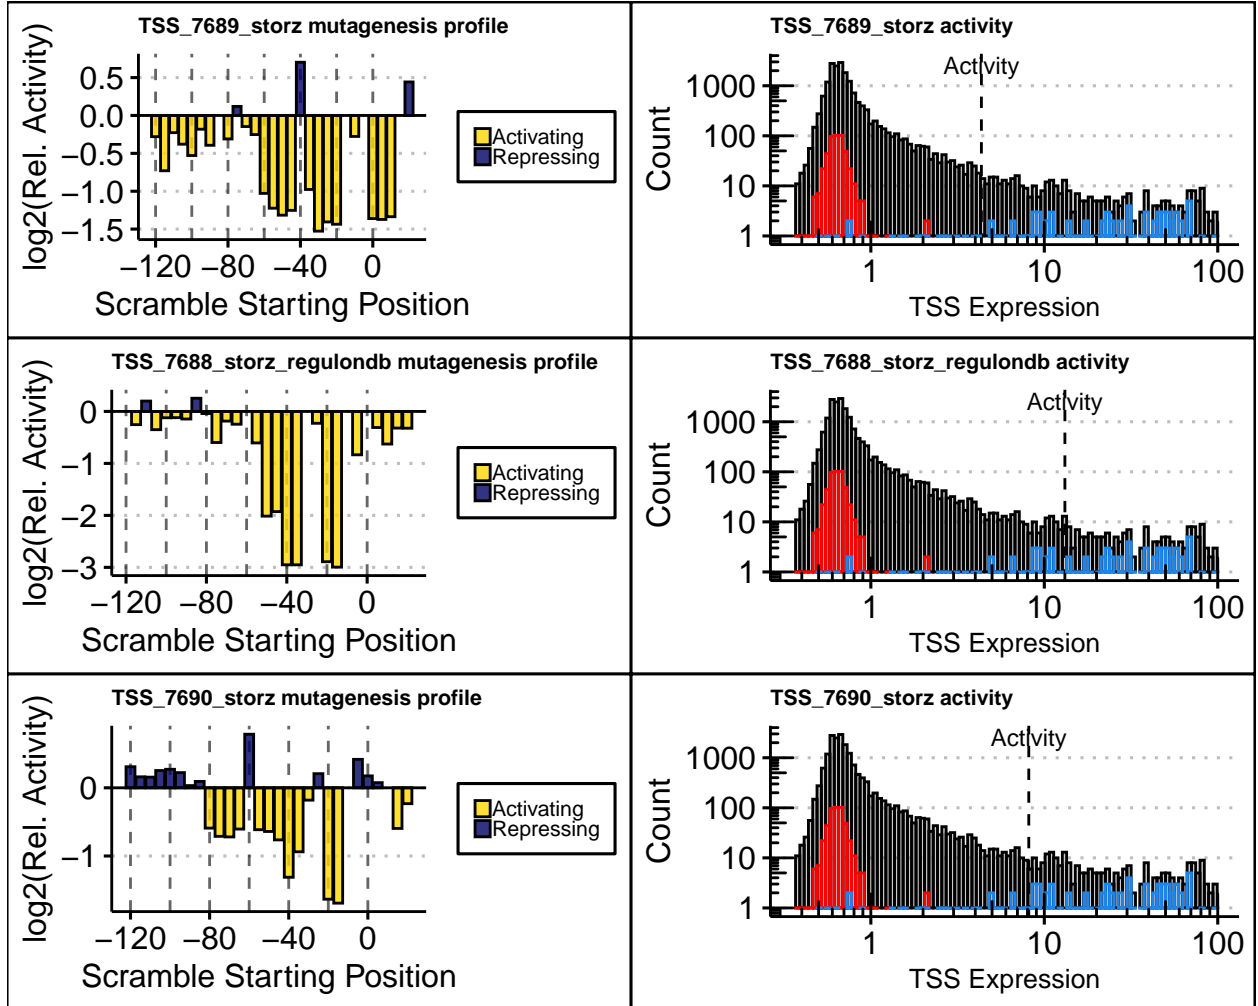 TSS_7689_storz mutagenesis profile
log2(Rel. Activity)
0.5
0.0
−0.5
−1.0
−1.5
−120 −80 −40 0
Scramble Starting Position
Activating
Repressing
TSS_7689_storz activity
Activity
Count
1000
100
10
1
1 10 100
TSS Expression
TSS_7688_storz_regulondb mutagenesis profile
log2(Rel. Activity)
0
−1
−2
−3
−120 −80 −40 0
Scramble Starting Position
Activating
Repressing
TSS_7688_storz_regulondb activity
Activity
Count
1000
100
10
1
1 10 100
TSS Expression
TSS_7690_storz mutagenesis profile
log2(Rel. Activity)
0
−1
−120 −80 −40 0
Scramble Starting Position
Activating
Repressing
TSS_7690_storz activity
Activity
Count
1000
100
10
1
1 10 100
TSS Expression